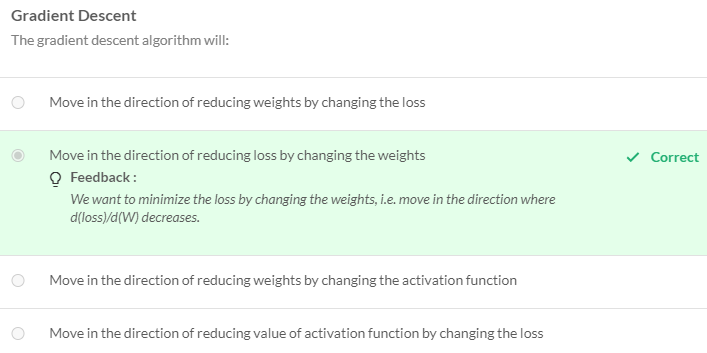 Gradient Descent
The gradient descent algorithm will:
Move in the direction of reducing weights by changing the loss
Move in the direction of reducing loss by changing the weights
Correct
Feedback :
We want to minimize the loss by changing the weights, i.e. move in the direction where
d(loss)/d(W) decreases.
Move in the direction of reducing weights by changing the activation function
Move in the direction of reducing value of activation function by changing the loss